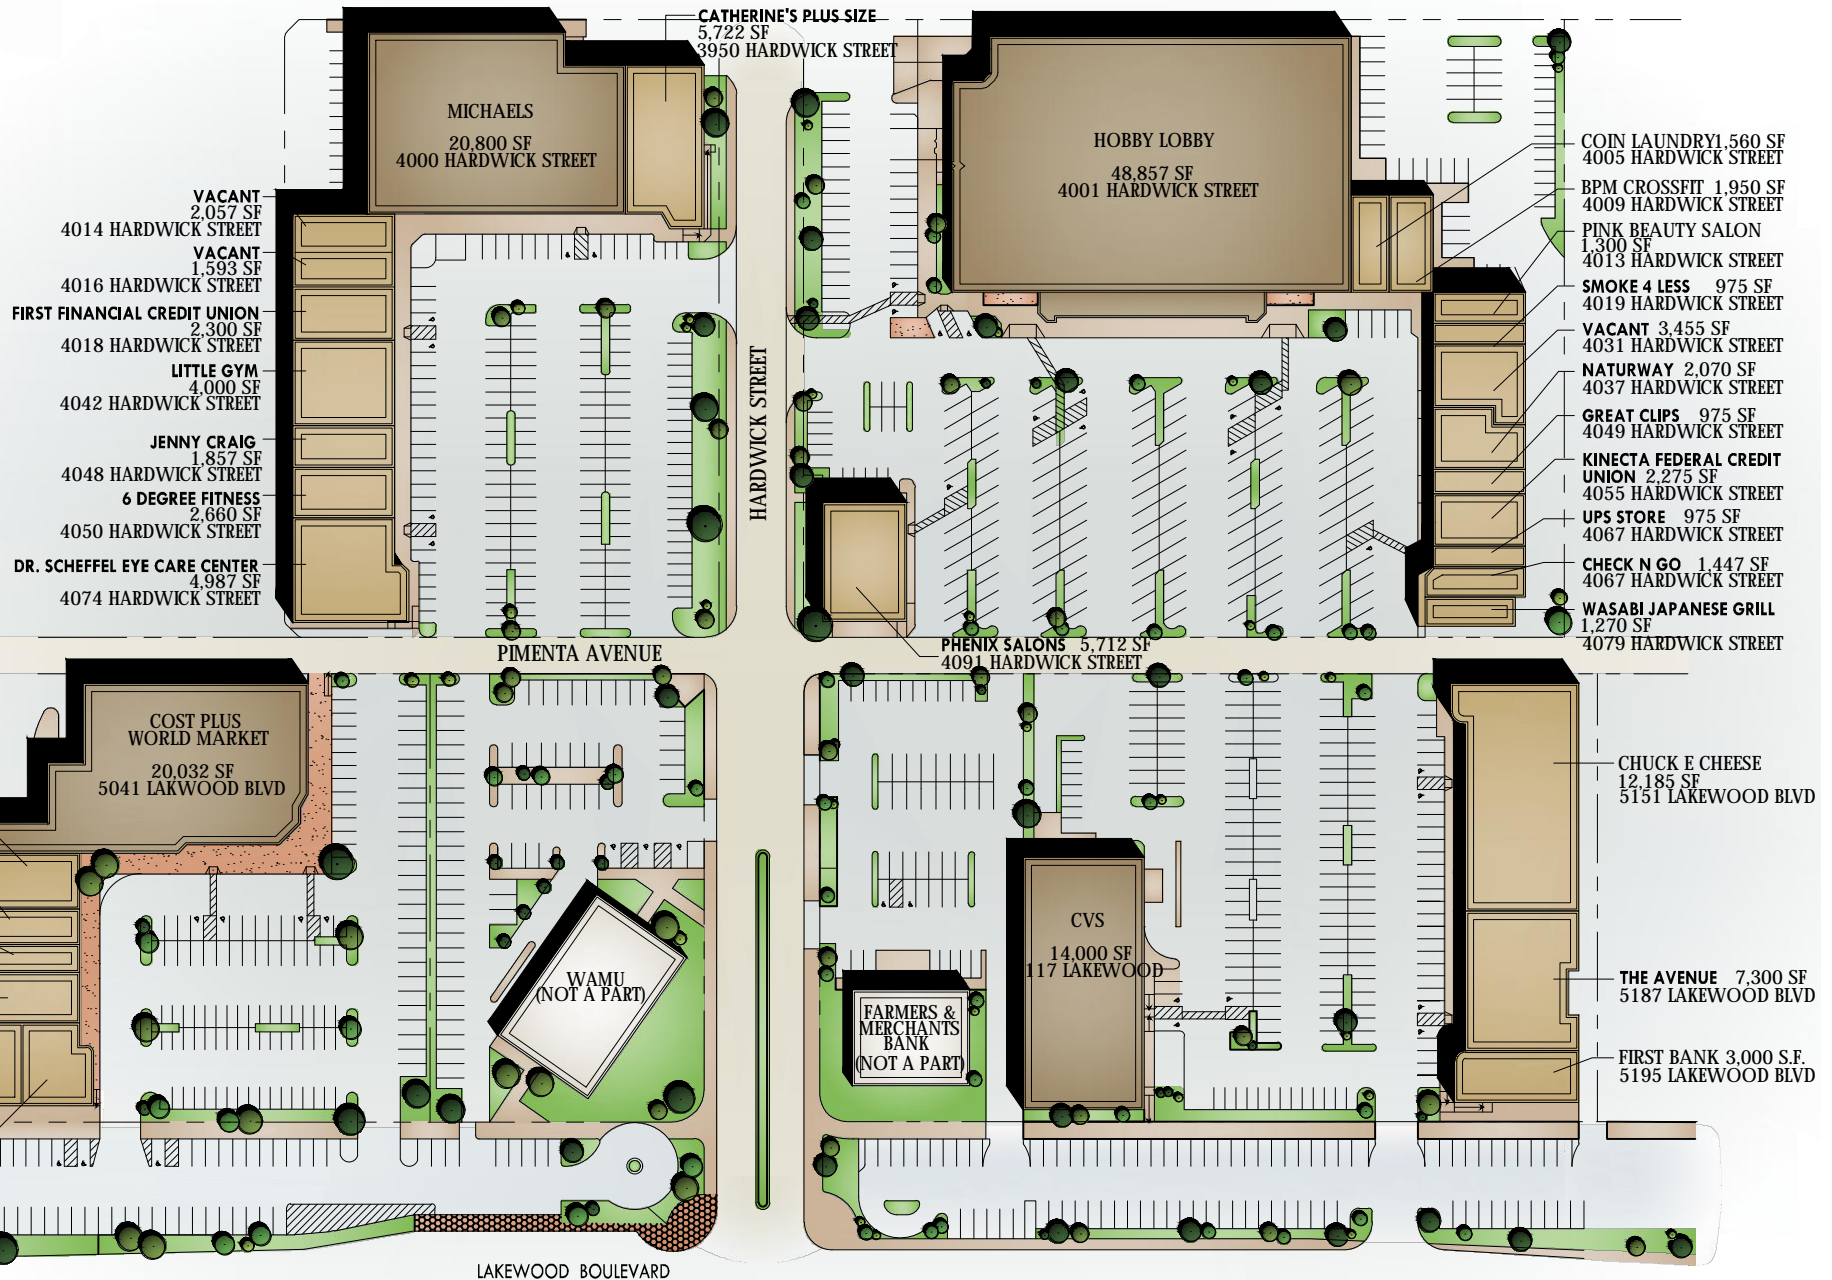 CATHERINE'S PLUS SIZE
5,722 SF
3950 HARDWICK STREET
MICHAELS
20,800 SF
4000 HARDWICK STREET
HOBBY LOBBY
48,857 SF
4001 HARDWICK STREET
VACANT
2,057 SF
4014 HARDWICK STREET
VACANT
1,593 SF
4016 HARDWICK STREET
FIRST FINANCIAL CREDIT UNION
2,300 SF
4018 HARDWICK STREET
LITTLE GYM
4,000 SF
4042 HARDWICK STREET
JENNY CRAIG
1,857 SF
4048 HARDWICK STREET
6 DEGREE FITNESS
2,660 SF
4050 HARDWICK STREET
DR. SCHEFFEL EYE CARE CENTER
4,987 SF
4074 HARDWICK STREET
HARDWICK STREET
COIN LAUNDRY1,560 SF
4005 HARDWICK STREET
BPM CROSSFIT 1,950 SF
4009 HARDWICK STREET
PINK BEAUTY SALON
1,300 SF
4013 HARDWICK STREET
SMOKE 4 LESS 975 SF
4019 HARDWICK STREET
VACANT 3,455 SF
4031 HARDWICK STREET
NATURWAY 2,070 SF
4037 HARDWICK STREET
GREAT CLIPS 975 SF
4049 HARDWICK STREET
KINECTA FEDERAL CREDIT
UNION 2,275 SF
4055 HARDWICK STREET
UPS STORE 975 SF
4067 HARDWICK STREET
CHECK N GO 1,447 SF
4067 HARDWICK STREET
WASABI JAPANESE GRILL
1,270 SF
4079 HARDWICK STREET
PHENIX SALONS 5,712 SF
4091 HARDWICK STREET
PIMENTA AVENUE
COST PLUS
WORLD MARKET
20,032 SF
5041 LAKWOOD BLVD
WAMU
(NOT A PART)
FARMERS &
MERCHANTS
BANK
(NOT A PART)
CVS
14,000 SF
117 LAKEWOOD
CHUCK E CHEESE
12,185 SF
5151 LAKEWOOD BLVD
THE AVENUE 7,300 SF
5187 LAKEWOOD BLVD
FIRST BANK 3,000 S.F.
5195 LAKEWOOD BLVD
LAKEWOOD BOULEVARD